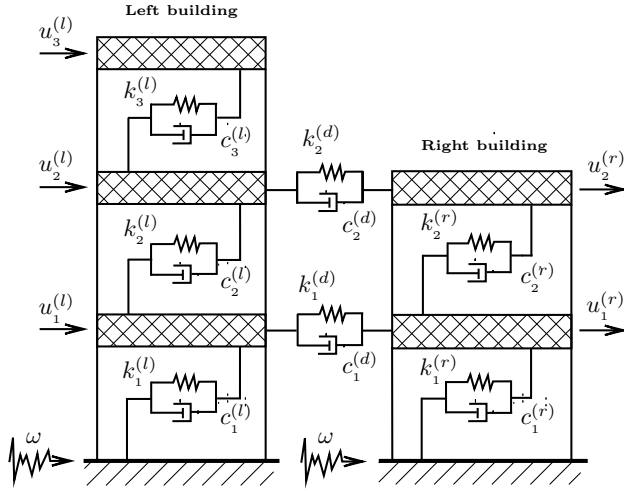 Left building
u_3^{(l)}
k_3^{(l)}
c_3^{(l)}
k_2^{(d)}
Right building
u_2^{(l)}
u_2^{(r)}
k_2^{(l)}
c_2^{(d)}
k_2^{(r)}
c_2^{(l)}
k_1^{(d)}
c_2^{(r)}
u_1^{(l)}
u_1^{(r)}
k_1^{(l)}
c_1^{(d)}
k_1^{(r)}
c_1^{(l)}
c_1^{(r)}
ω
ω